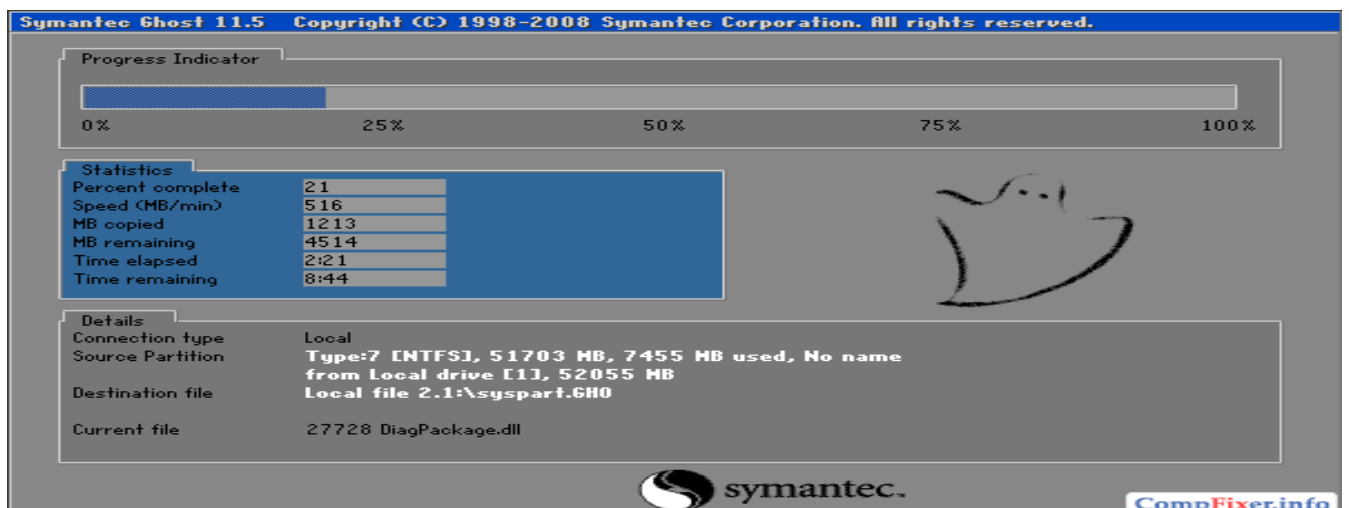 Symantec Ghost 11.5 Copyright (C) 1998-2008 Symantec Corporation. All rights reserved.
Progress Indicator
0% 25% 50% 75% 100%
Statistics
Percent complete 21
Speed (MB/min) 516
MB copied 1213
MB remaining 4514
Time elapsed 2:21
Time remaining 8:44
Details
Connection type Local
Source Partition Type:7 [NTFS], 51703 MB, 7455 MB used, No name
from Local drive [1], 52055 MB
Destination file Local file 2.1:\syspart.GHO
Current file 27728 DiagPackage.dll
symantec.
CompFixer.info